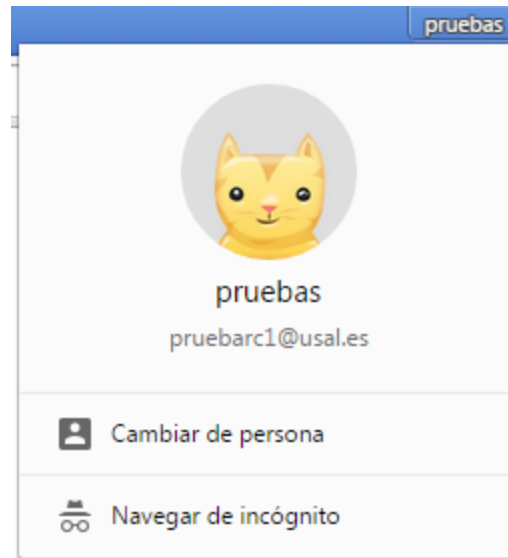 pruebas
pruebas
pruebarc1@usal.es
Cambiar de persona
Navegar de incógnito